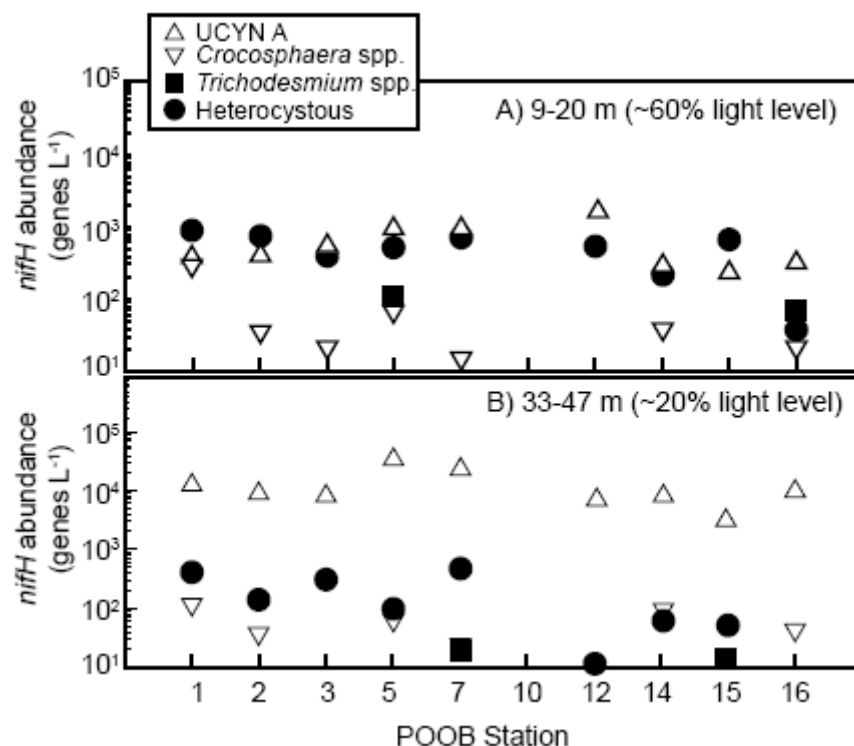 UCYN A
Crocosphaera spp.
Trichodesmium spp.
Heterocystous
A) 9-20 m (~60% light level)
nifH abundance
(genes L⁻¹)
10⁵
10⁴
10³
10²
10¹
B) 33-47 m (~20% light level)
nifH abundance
(genes L⁻¹)
10⁵
10⁴
10³
10²
10¹
1 2 3 5 7 10 12 14 15 16
POOB Station